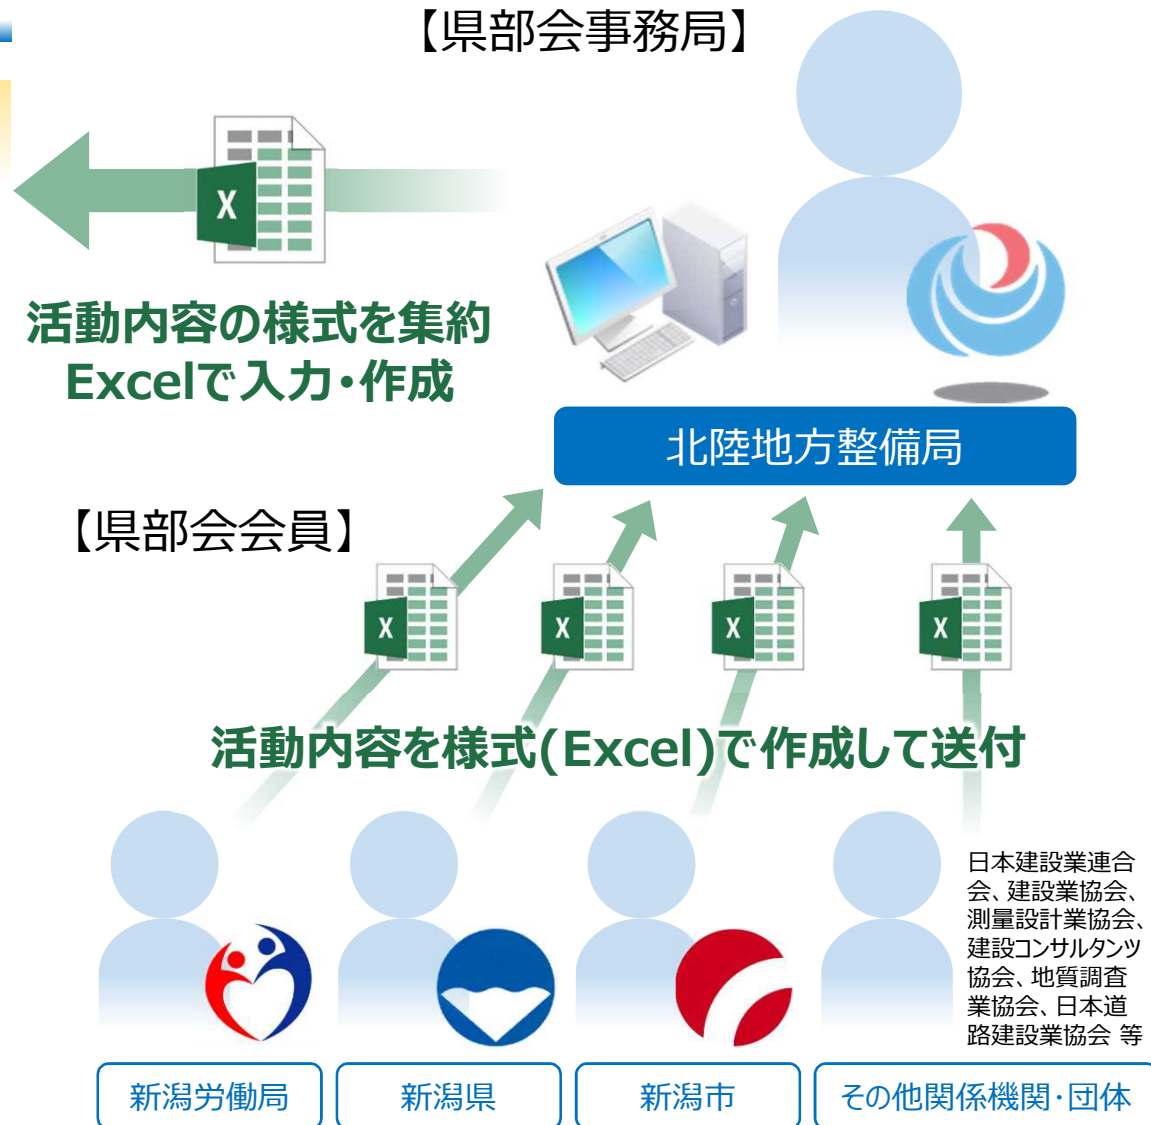 【県部会事務局】
X
活動内容の様式を集約
Excelで入力・作成
北陸地方整備局
【県部会会員】
X
X
X
X
活動内容を様式(Excel)で作成して送付
日本建設業連合
会、建設業協会、
測量設計業協会、
建設コンサルタンツ
協会、地質調査
業協会、日本道
路建設業協会 等
新潟労働局
新潟県
新潟市
その他関係機関・団体